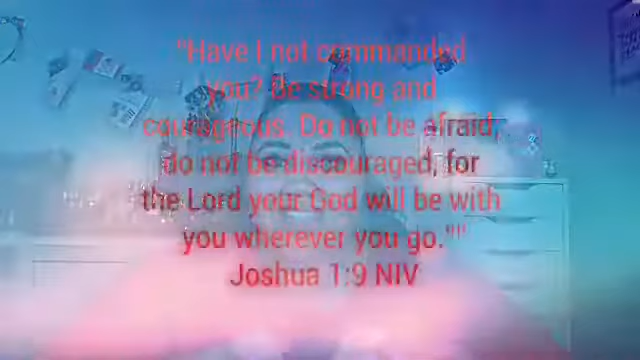 "Have I not commanded
you? Be strong and
courageous. Do not be afraid;
do not be discouraged, for
the Lord your God will be with
you wherever you go.""
Joshua 1:9 NIV